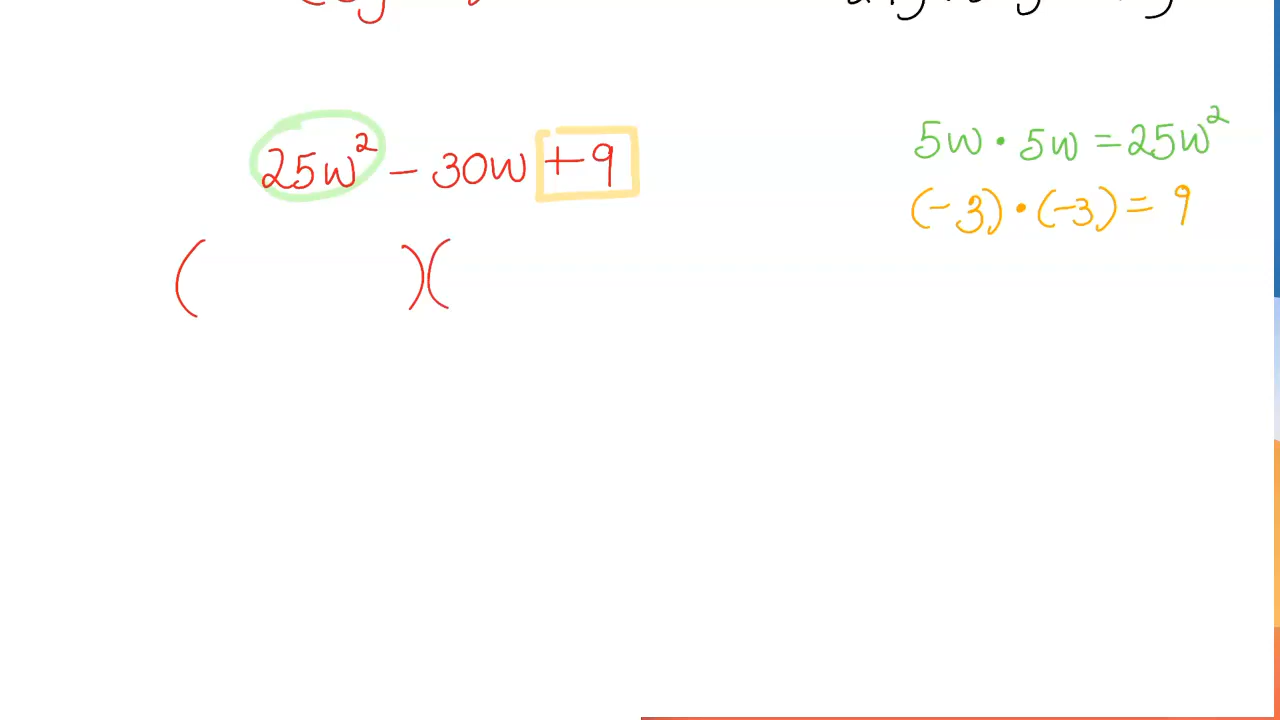 25w² - 30w + 9
5w · 5w = 25w²
(-3) · (-3) = 9
( )(